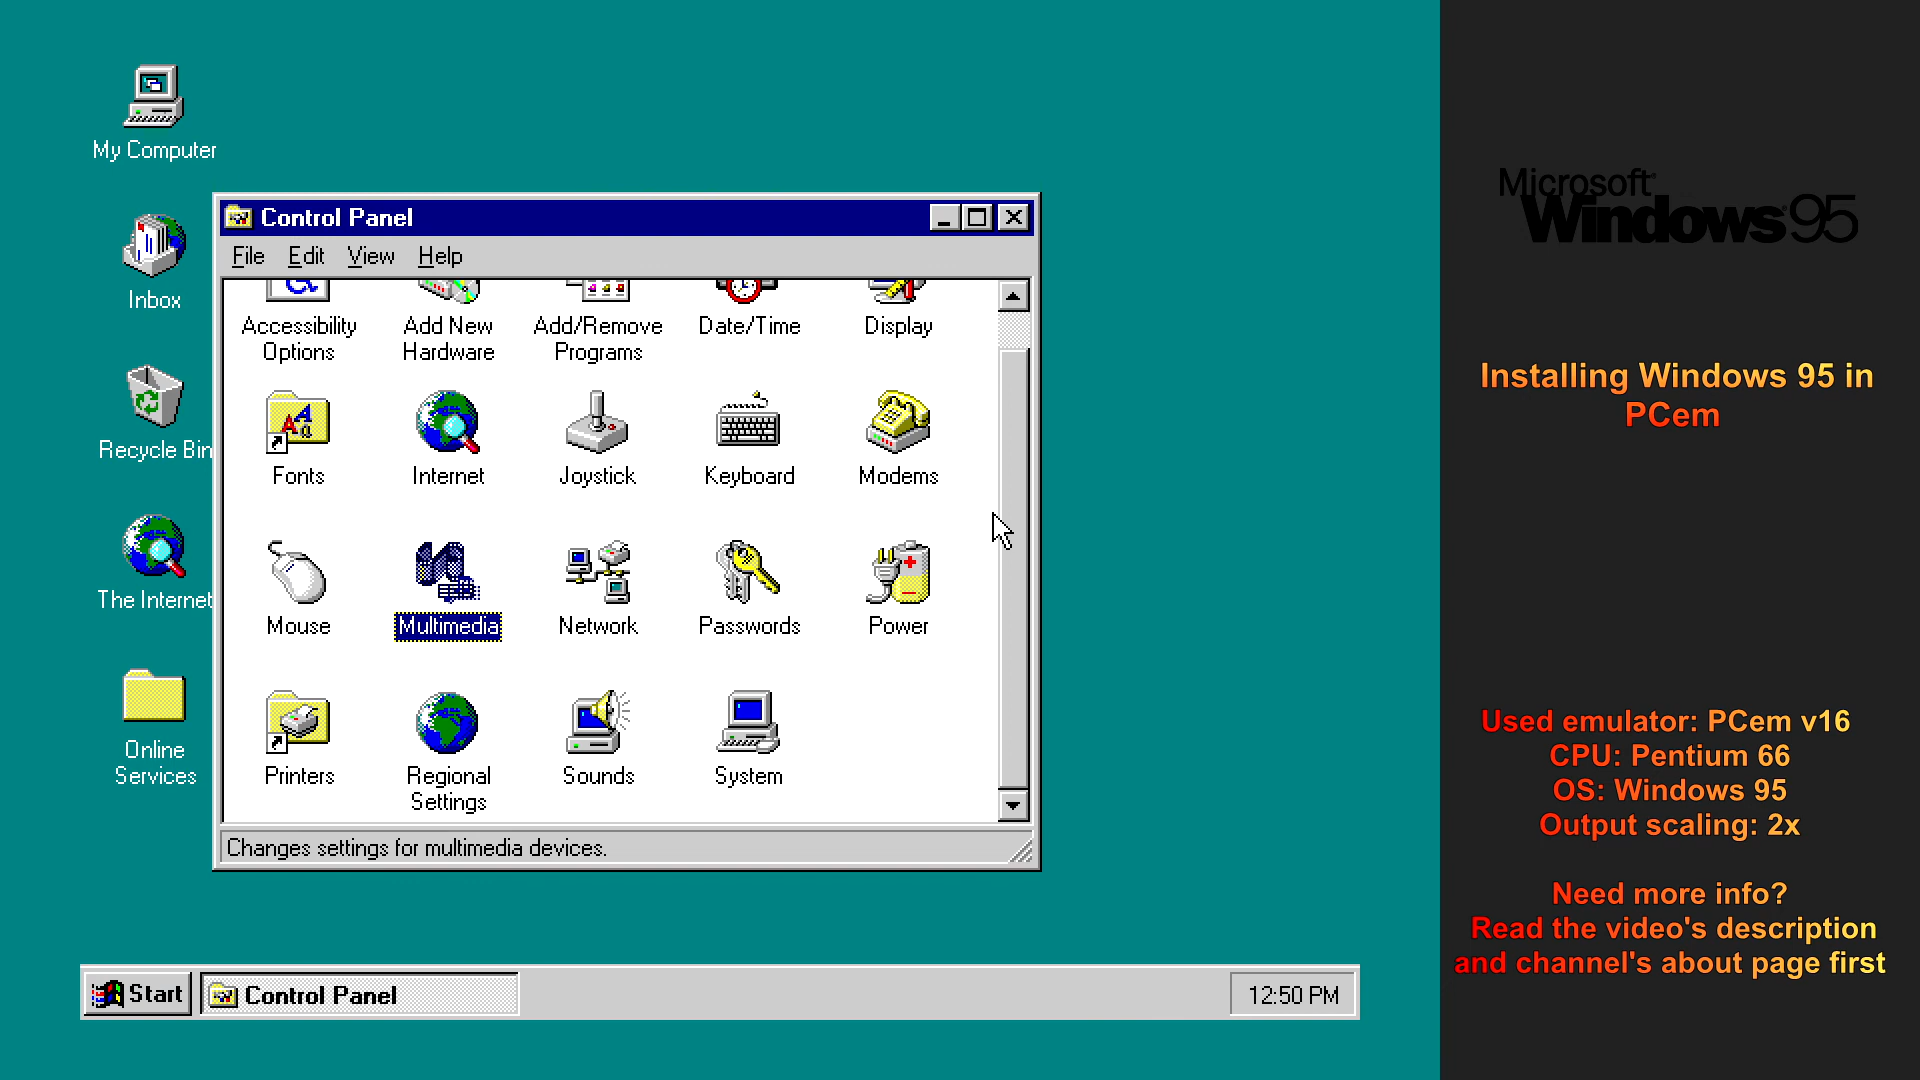 My Computer
Inbox
Recycle Bin
The Internet
Online
Services
Control Panel
File Edit View Help
Accessibility
Options
Add New
Hardware
Add/Remove
Programs
Date/Time
Display
Fonts
Internet
Joystick
Keyboard
Modems
Mouse
Multimedia
Network
Passwords
Power
Printers
Regional
Settings
Sounds
System
Changes settings for multimedia devices.
Start
Control Panel
12:50 PM
Microsoft
Windows 95
Installing Windows 95 in
PCem
Used emulator: PCem v16
CPU: Pentium 66
OS: Windows 95
Output scaling: 2x
Need more info?
Read the video's description
and channel's about page first